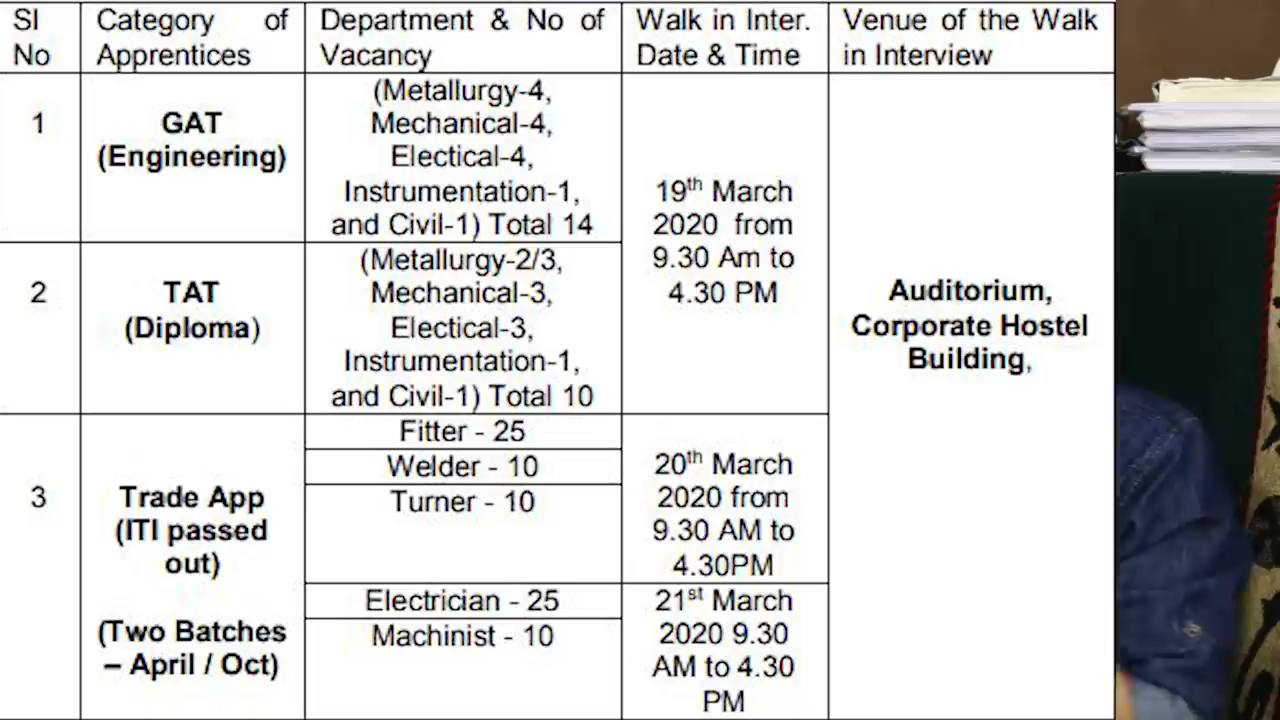 Sl No
Category of Apprentices
Department & No of Vacancy
Walk in Inter. Date & Time
Venue of the Walk in Interview
1
GAT
(Engineering)
(Metallurgy-4,
Mechanical-4,
Electical-4,
Instrumentation-1,
and Civil-1) Total 14
19th March
2020 from
9.30 Am to
4.30 PM
Auditorium,
Corporate Hostel
Building,
2
TAT
(Diploma)
(Metallurgy-2/3,
Mechanical-3,
Electical-3,
Instrumentation-1,
and Civil-1) Total 10
3
Trade App
(ITI passed
out)
(Two Batches
– April / Oct)
Fitter - 25
Welder - 10
Turner - 10
20th March
2020 from
9.30 AM to
4.30PM
Electrician - 25
Machinist - 10
21st March
2020 9.30
AM to 4.30
PM